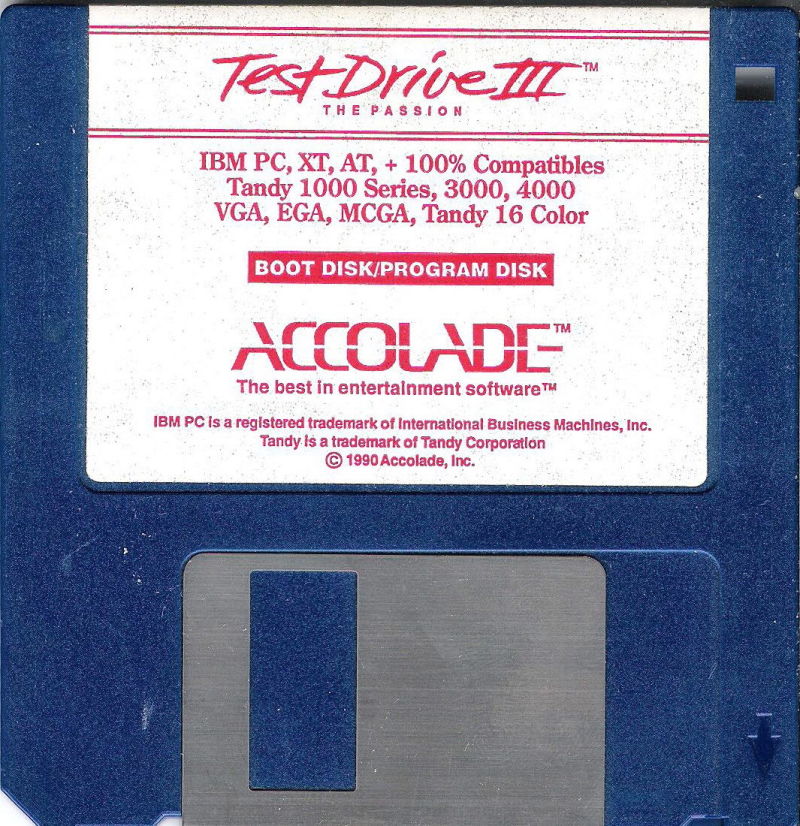 Test Drive III™
THE PASSION
IBM PC, XT, AT, + 100% Compatibles
Tandy 1000 Series, 3000, 4000
VGA, EGA, MCGA, Tandy 16 Color
BOOT DISK/PROGRAM DISK
ACCOLADE™
The best in entertainment software™
IBM PC is a registered trademark of International Business Machines, Inc.
Tandy is a trademark of Tandy Corporation
© 1990 Accolade, Inc.